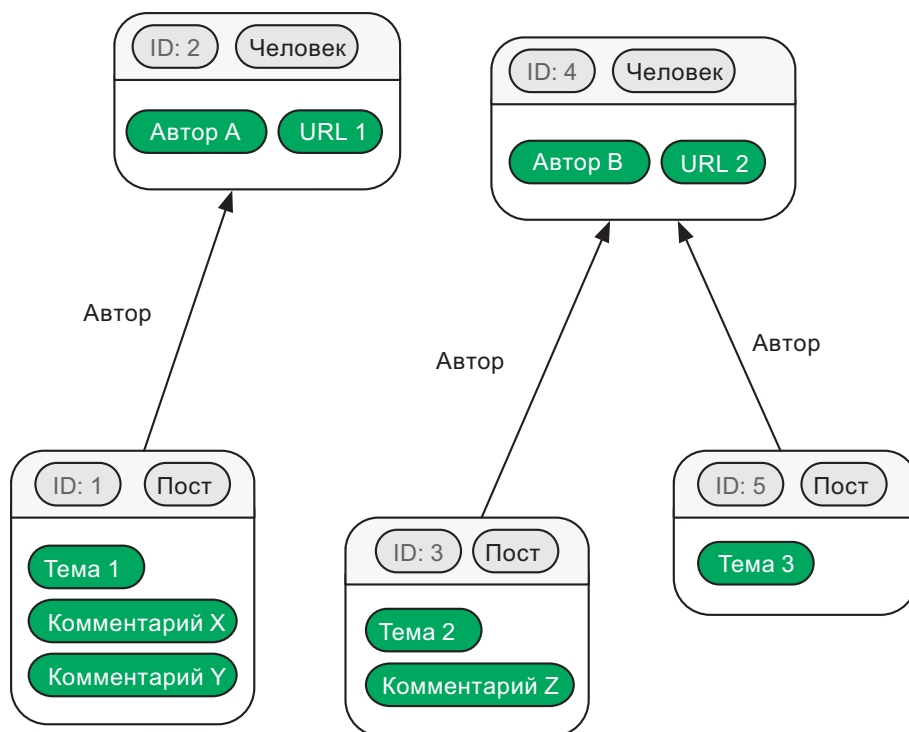 ID: 2 Человек
Автор A URL 1
ID: 4 Человек
Автор B URL 2
Автор
Автор
Автор
ID: 1 Пост
Тема 1
Комментарий X
Комментарий Y
ID: 3 Пост
Тема 2
Комментарий Z
ID: 5 Пост
Тема 3